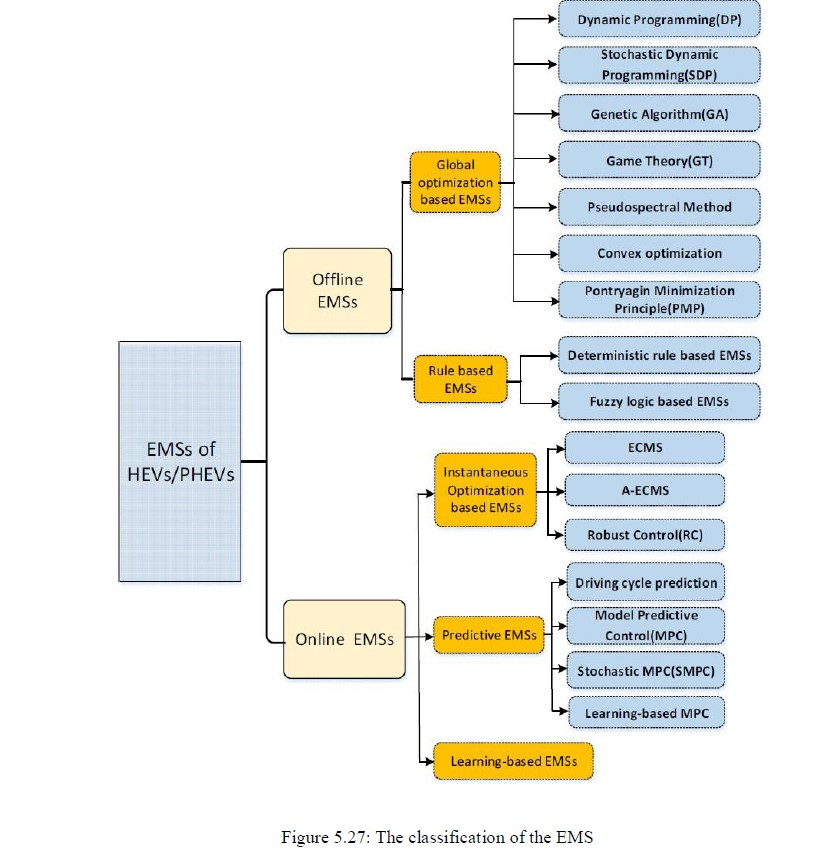 Dynamic Programming(DP)
Stochastic Dynamic
Programming(SDP)
Genetic Algorithm(GA)
Global
optimization
based EMSs
Game Theory(GT)
Pseudospectral Method
Convex optimization
Pontryagin Minimization
Principle(PMP)
Offline
EMSs
Rule based
EMSs
Deterministic rule based EMSs
Fuzzy logic based EMSs
EMSs of
HEVs/PHEVs
Instantaneous
Optimization
based EMSs
ECMS
A-ECMS
Robust Control(RC)
Online EMSs
Predictive EMSs
Driving cycle prediction
Model Predictive
Control(MPC)
Stochastic MPC(SMPC)
Learning-based MPC
Learning-based EMSs
Figure 5.27: The classification of the EMS